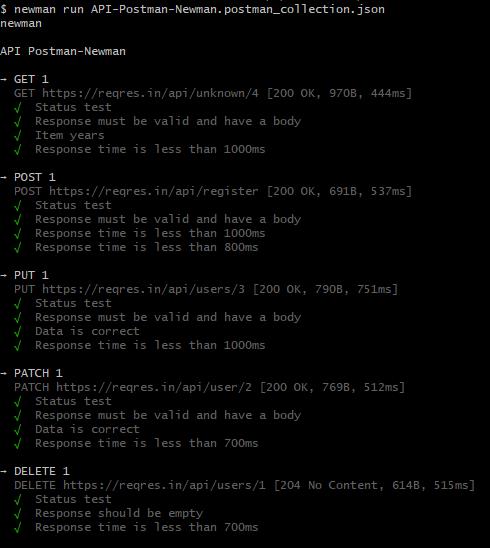 $ newman run API-Postman-Newman.postman_collection.json
newman
API Postman-Newman
→ GET 1
GET https://reqres.in/api/unknown/4 [200 OK, 970B, 444ms]
√ Status test
√ Response must be valid and have a body
√ Item years
√ Response time is less than 1000ms
→ POST 1
POST https://reqres.in/api/register [200 OK, 691B, 537ms]
√ Status test
√ Response must be valid and have a body
√ Response time is less than 1000ms
√ Response time is less than 800ms
→ PUT 1
PUT https://reqres.in/api/users/3 [200 OK, 790B, 751ms]
√ Status test
√ Response must be valid and have a body
√ Data is correct
√ Response time is less than 1000ms
→ PATCH 1
PATCH https://reqres.in/api/user/2 [200 OK, 769B, 512ms]
√ Status test
√ Response must be valid and have a body
√ Data is correct
√ Response time is less than 700ms
→ DELETE 1
DELETE https://reqres.in/api/users/1 [204 No Content, 614B, 515ms]
√ Status test
√ Response should be empty
√ Response time is less than 700ms